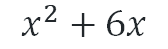 x² + 6x